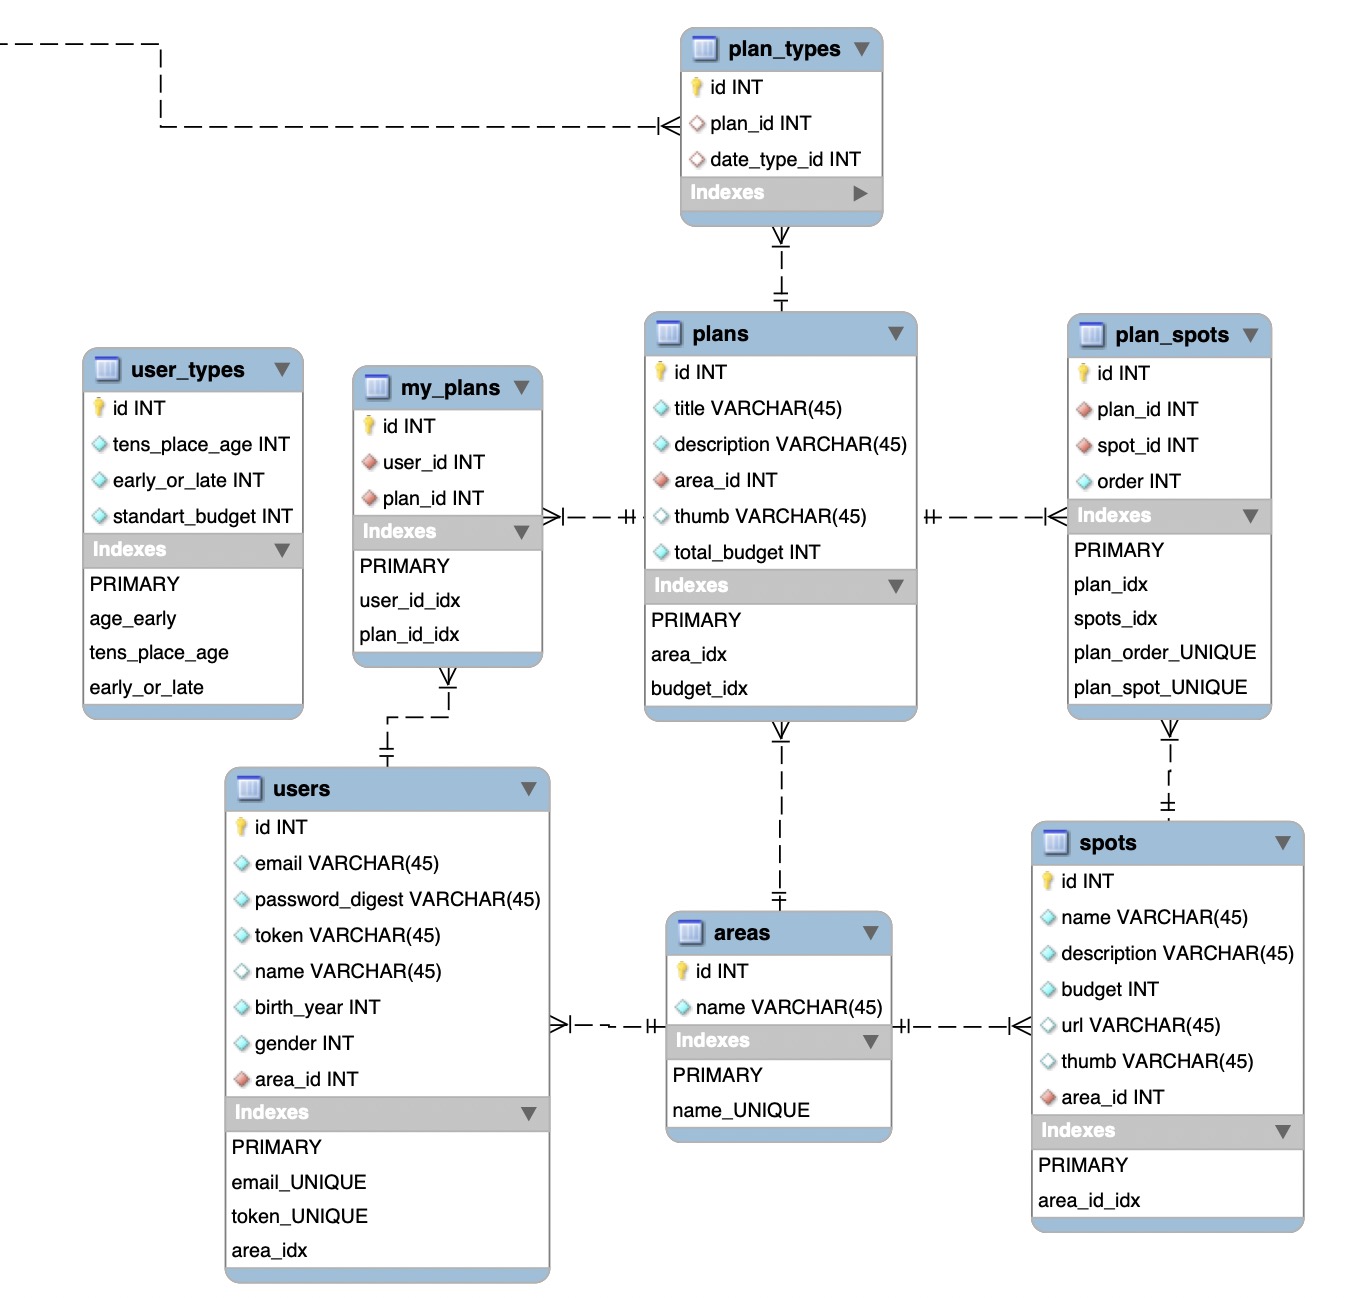 plan_types
id INT
plan_id INT
date_type_id INT
Indexes
plans
id INT
title VARCHAR(45)
description VARCHAR(45)
area_id INT
thumb VARCHAR(45)
total_budget INT
Indexes
PRIMARY
area_idx
budget_idx
plan_spots
id INT
plan_id INT
spot_id INT
order INT
Indexes
PRIMARY
plan_idx
spots_idx
plan_order_UNIQUE
plan_spot_UNIQUE
user_types
id INT
tens_place_age INT
early_or_late INT
standart_budget INT
Indexes
PRIMARY
age_early
tens_place_age
early_or_late
my_plans
id INT
user_id INT
plan_id INT
Indexes
PRIMARY
user_id_idx
plan_id_idx
users
id INT
email VARCHAR(45)
password_digest VARCHAR(45)
token VARCHAR(45)
name VARCHAR(45)
birth_year INT
gender INT
area_id INT
Indexes
PRIMARY
email_UNIQUE
token_UNIQUE
area_idx
areas
id INT
name VARCHAR(45)
Indexes
PRIMARY
name_UNIQUE
spots
id INT
name VARCHAR(45)
description VARCHAR(45)
budget INT
url VARCHAR(45)
thumb VARCHAR(45)
area_id INT
Indexes
PRIMARY
area_id_idx